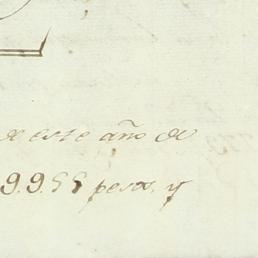 de este año de
9.955 pesos, y